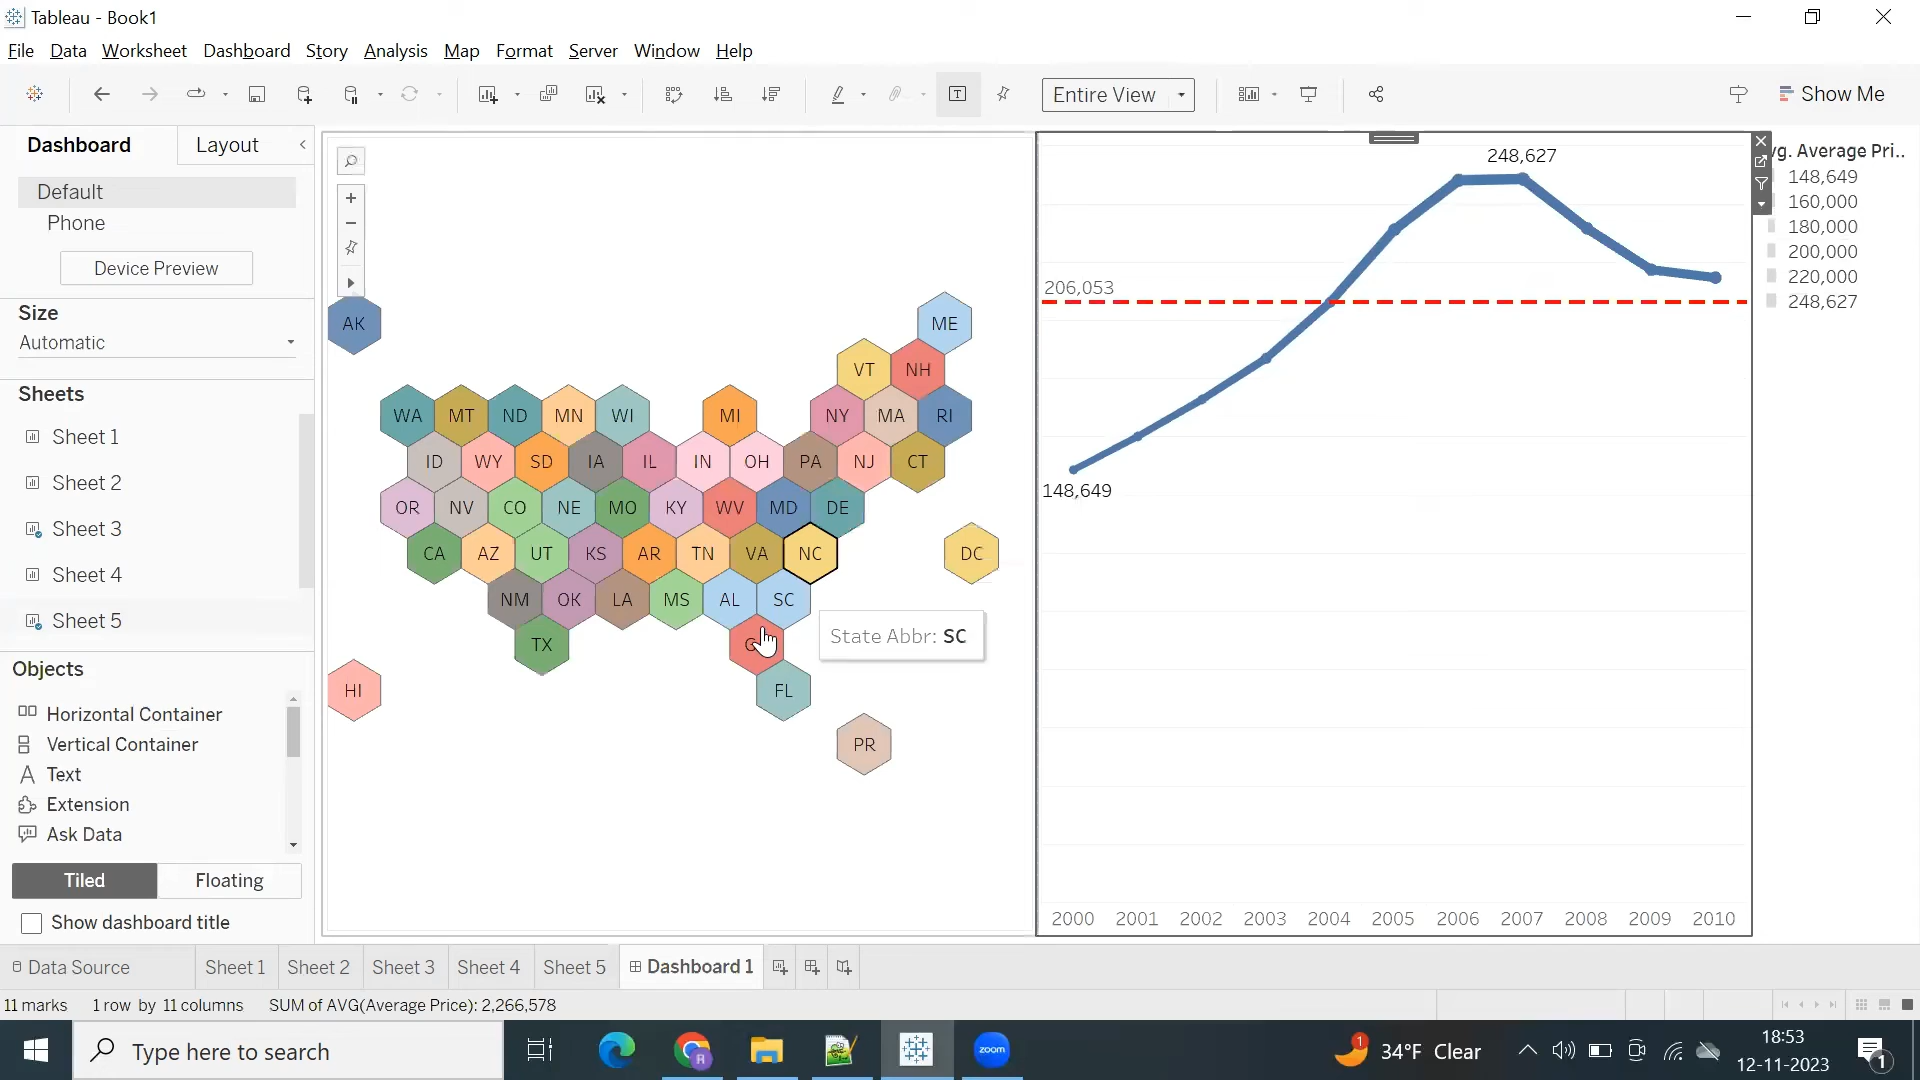 Tableau - Book1
File Data Worksheet Dashboard Story Analysis Map Format Server Window Help
Entire View
Show Me
Dashboard Layout
Default
Phone
Device Preview
Size
Automatic
Sheets
Sheet 1
Sheet 2
Sheet 3
Sheet 4
Sheet 5
Objects
Horizontal Container
Vertical Container
Text
Extension
Ask Data
Tiled Floating
Show dashboard title
AK ME
VT NH
WA MT ND MN WI MI NY MA RI
ID WY SD IA IL IN OH PA NJ CT
OR NV CO NE MO KY WV MD DE
CA AZ UT KS AR TN VA NC DC
NM OK LA MS AL SC
TX
State Abbr: SC
HI FL
PR
248,627
206,053
148,649
2000 2001 2002 2003 2004 2005 2006 2007 2008 2009 2010
vg. Average Pri..
148,649
160,000
180,000
200,000
220,000
248,627
Data Source Sheet 1 Sheet 2 Sheet 3 Sheet 4 Sheet 5 Dashboard 1
11 marks 1 row by 11 columns SUM of AVG(Average Price): 2,266,578
Type here to search
zoom
1
34°F Clear
18:53
12-11-2023
1